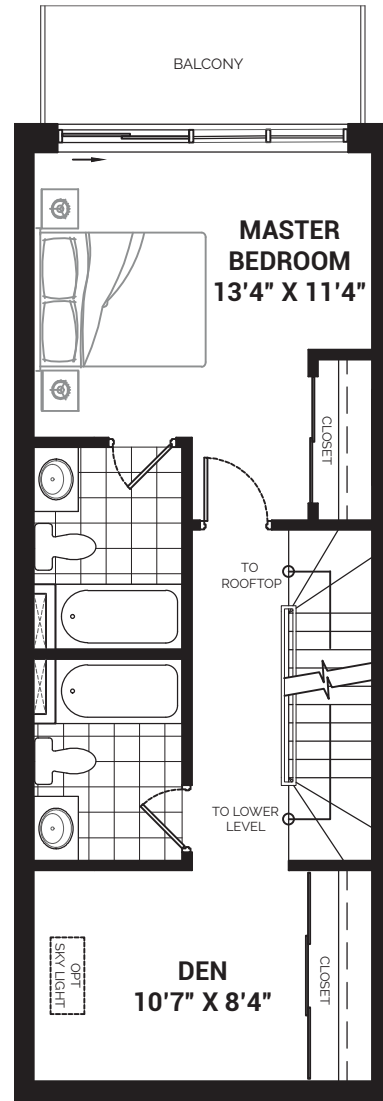 BALCONY
MASTER
BEDROOM
13'4" X 11'4"
CLOSET
TO
ROOFTOP
TO LOWER
LEVEL
OPT
SKY LIGHT
DEN
10'7" X 8'4"
CLOSET